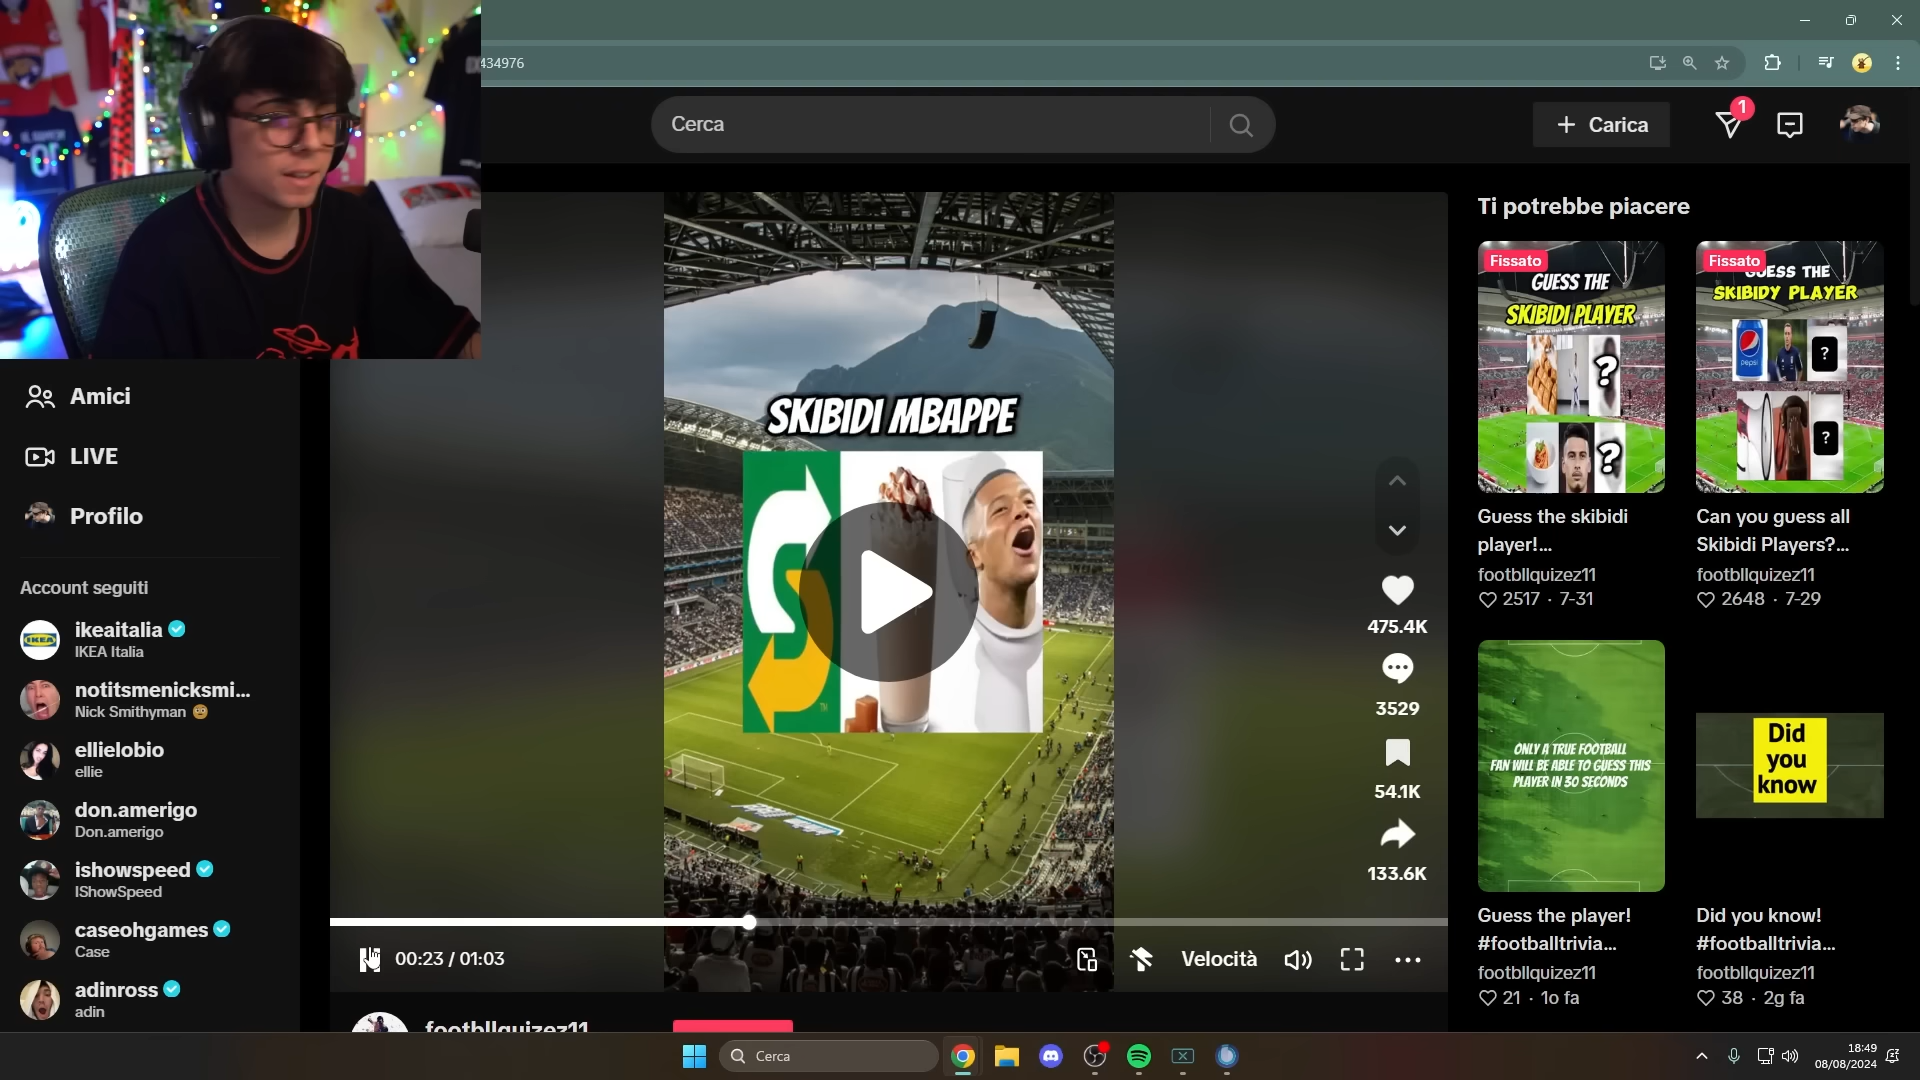 434976
Cerca
Carica
1
Amici
LIVE
Profilo
Account seguiti
ikeaitalia
IKEA Italia
notitsmenicksmi...
Nick Smithyman
ellielobio
ellie
don.amerigo
Don.amerigo
ishowspeed
IShowSpeed
caseohgames
Case
adinross
adin
SKIBIDI MBAPPE
TM
475.4K
3529
54.1K
133.6K
00:23 / 01:03
Velocità
footbllquizez11
Ti potrebbe piacere
Fissato
GUESS THE
SKIBIDI PLAYER
?
?
Guess the skibidi
player!...
footbllquizez11
2517 · 7-31
Fissato
GUESS THE
SKIBIDY PLAYER
pepsi
?
?
Can you guess all
Skibidi Players?...
footbllquizez11
2648 · 7-29
ONLY A TRUE FOOTBALL
FAN WILL BE ABLE TO GUESS THIS
PLAYER IN 30 SECONDS
Guess the player!
#footballtrivia...
footbllquizez11
21 · 1o fa
Did
you
know
Did you know!
#footballtrivia...
footbllquizez11
38 · 2g fa
Cerca
18:49
08/08/2024